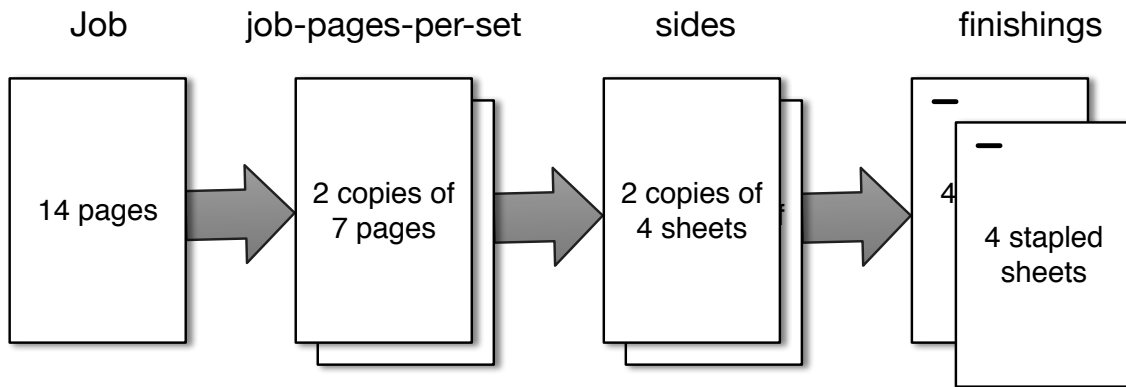 Job
job-pages-per-set
sides
finishings
14 pages
2 copies of
7 pages
2 copies of
4 sheets
4
4 stapled
sheets